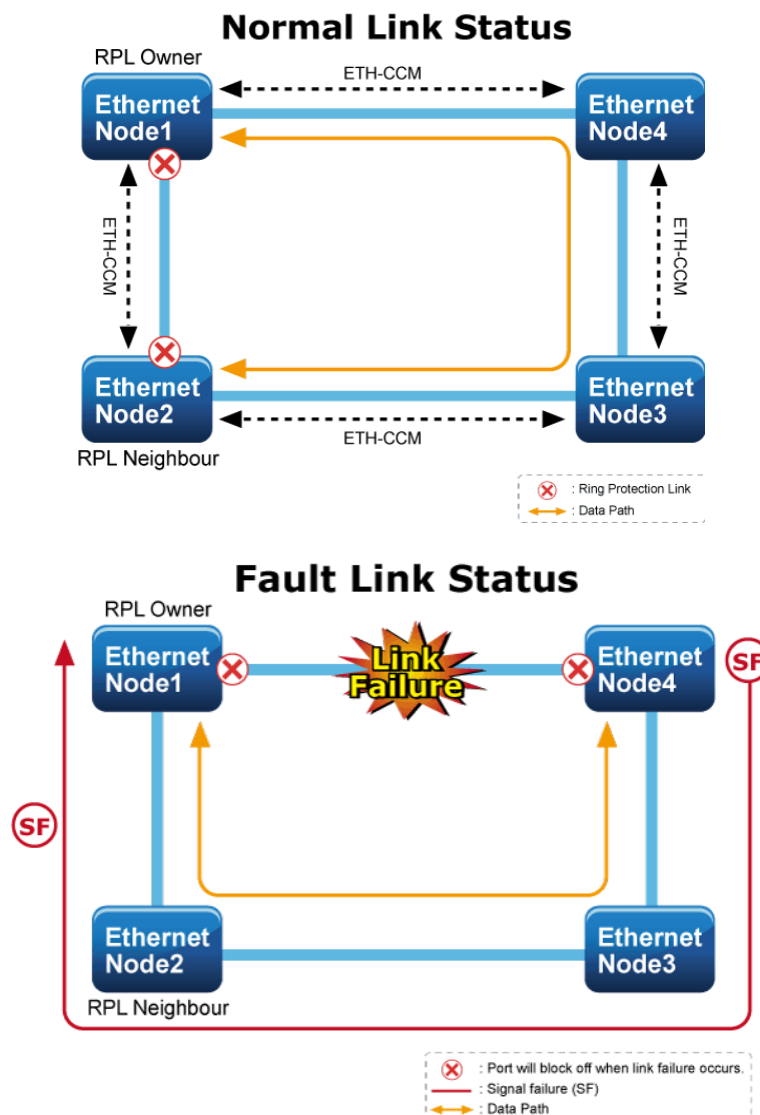 Normal Link Status
RPL Owner
ETH-CCM
Ethernet
Node1
Ethernet
Node4
ETH-CCM
ETH-CCM
Ethernet
Node2
Ethernet
Node3
ETH-CCM
RPL Neighbour
: Ring Protection Link
: Data Path
Fault Link Status
RPL Owner
Ethernet
Node1
Link
Failure
Ethernet
Node4
SF
SF
Ethernet
Node2
Ethernet
Node3
RPL Neighbour
: Port will block off when link failure occurs.
: Signal failure (SF)
: Data Path